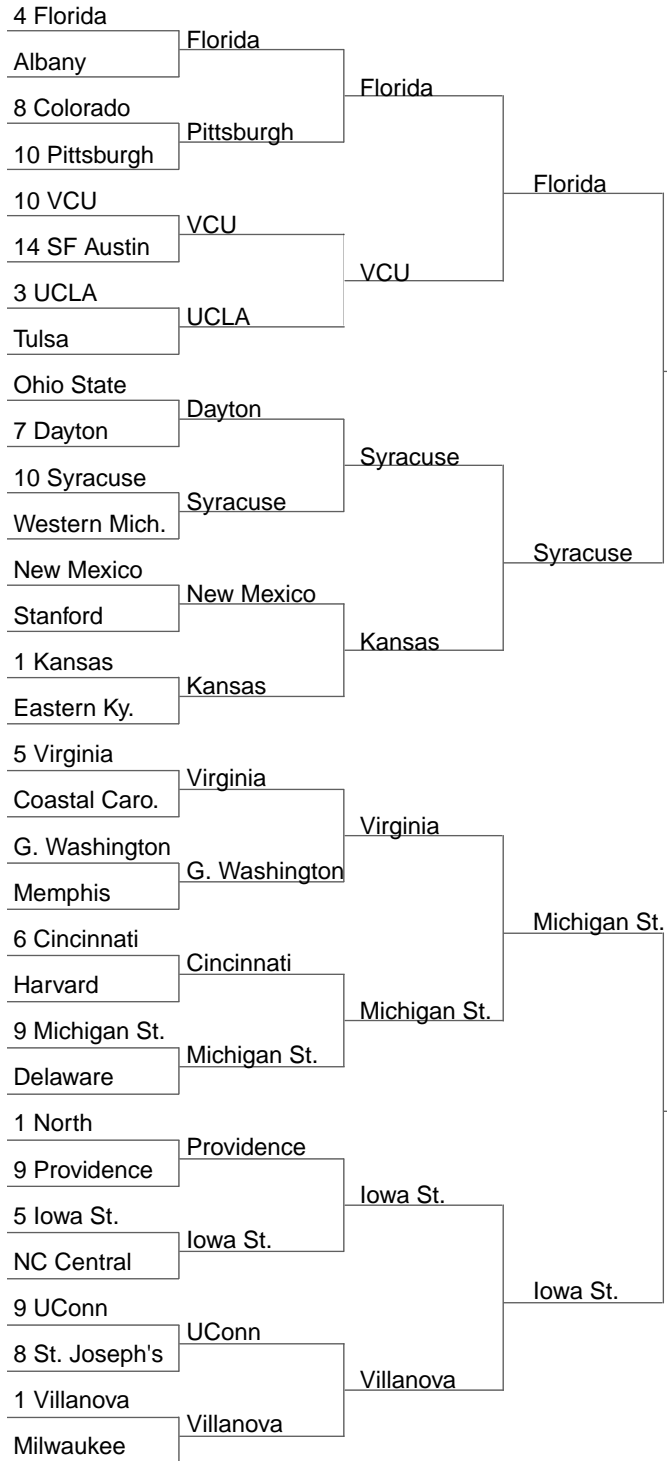 4 Florida
Albany
8 Colorado
10 Pittsburgh
10 VCU
14 SF Austin
3 UCLA
Tulsa
Ohio State
7 Dayton
10 Syracuse
Western Mich.
New Mexico
Stanford
1 Kansas
Eastern Ky.
5 Virginia
Coastal Caro.
G. Washington
Memphis
6 Cincinnati
Harvard
9 Michigan St.
Delaware
1 North
9 Providence
5 Iowa St.
NC Central
9 UConn
8 St. Joseph's
1 Villanova
Milwaukee
Florida
Pittsburgh
VCU
UCLA
Dayton
Syracuse
New Mexico
Kansas
Virginia
G. Washington
Cincinnati
Michigan St.
Providence
Iowa St.
UConn
Villanova
Florida
VCU
Syracuse
Kansas
Virginia
Michigan St.
Iowa St.
Villanova
Florida
Syracuse
Michigan St.
Iowa St.